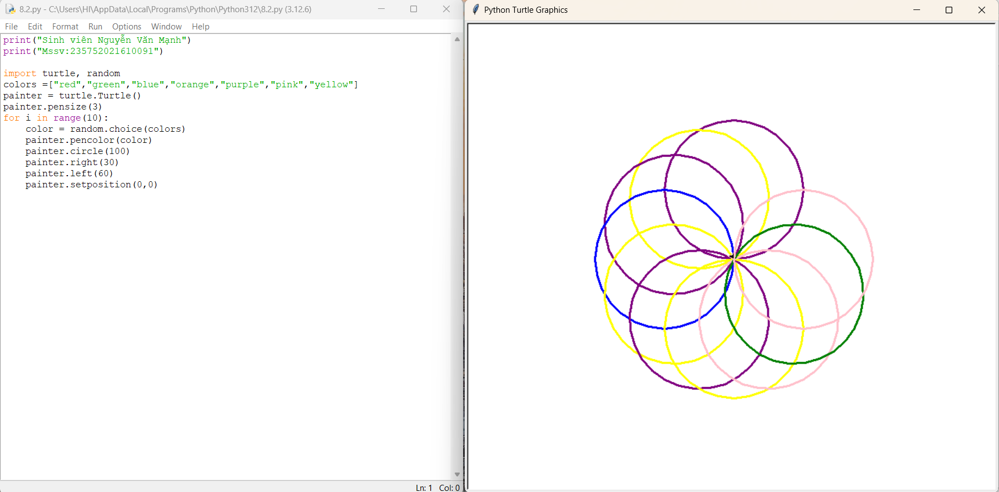 8.2.py - C:\Users\HI\AppData\Local\Programs\Python\Python312\8.2.py (3.12.6)
File Edit Format Run Options Window Help
print("Sinh viên Nguyễn Văn Mạnh")
print("Mssv:235752021610091")
import turtle, random
colors =["red","green","blue","orange","purple","pink","yellow"]
painter = turtle.Turtle()
painter.pensize(3)
for i in range(10):
    color = random.choice(colors)
    painter.pencolor(color)
    painter.circle(100)
    painter.right(30)
    painter.left(60)
    painter.setposition(0,0)
Ln: 1 Col: 0
Python Turtle Graphics